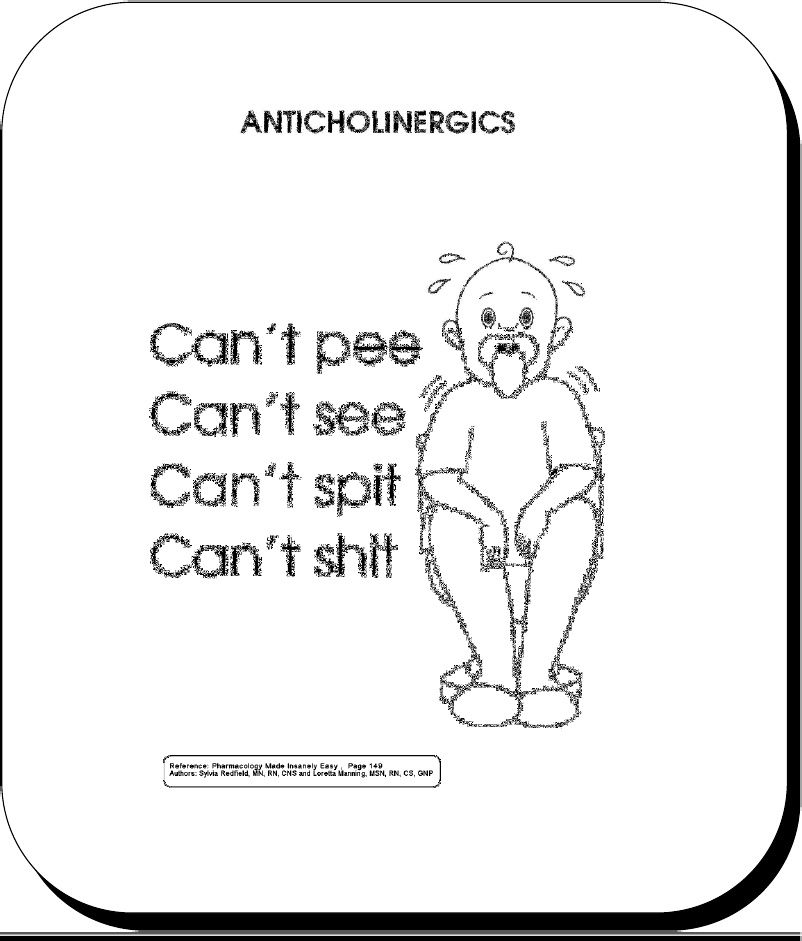 ANTICHOLINERGICS
Can't pee
Can't see
Can't spit
Can't shit
Reference: Pharmacology Made Insanely Easy , Page 149
Authors: Sylvia Redfield, MN, RN, CNS and Loretta Manning, MSN, RN, CS, GNP